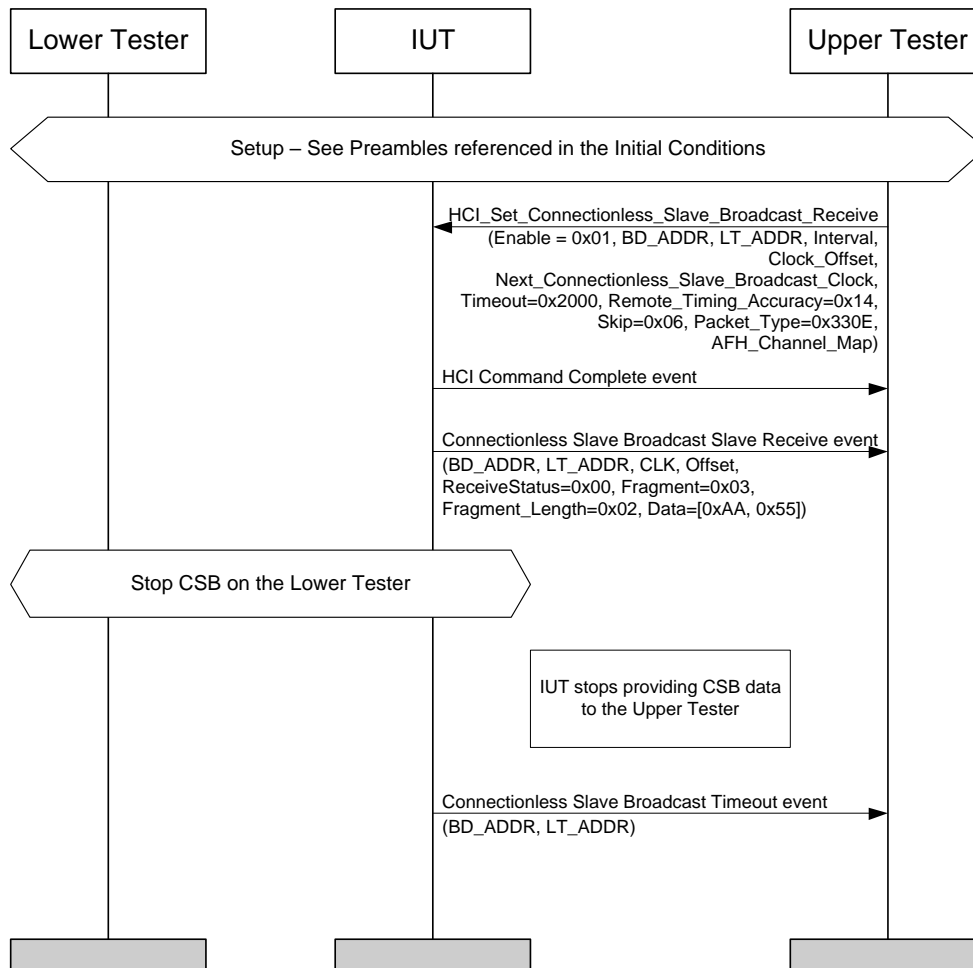 Lower Tester
IUT
Upper Tester
Setup – See Preambles referenced in the Initial Conditions
HCI_Set_Connectionless_Slave_Broadcast_Receive
(Enable = 0x01, BD_ADDR, LT_ADDR, Interval,
Clock_Offset,
Next_Connectionless_Slave_Broadcast_Clock,
Timeout=0x2000, Remote_Timing_Accuracy=0x14,
Skip=0x06, Packet_Type=0x330E,
AFH_Channel_Map)
HCI Command Complete event
Connectionless Slave Broadcast Slave Receive event
(BD_ADDR, LT_ADDR, CLK, Offset,
ReceiveStatus=0x00, Fragment=0x03,
Fragment_Length=0x02, Data=[0xAA, 0x55])
Stop CSB on the Lower Tester
IUT stops providing CSB data
to the Upper Tester
Connectionless Slave Broadcast Timeout event
(BD_ADDR, LT_ADDR)